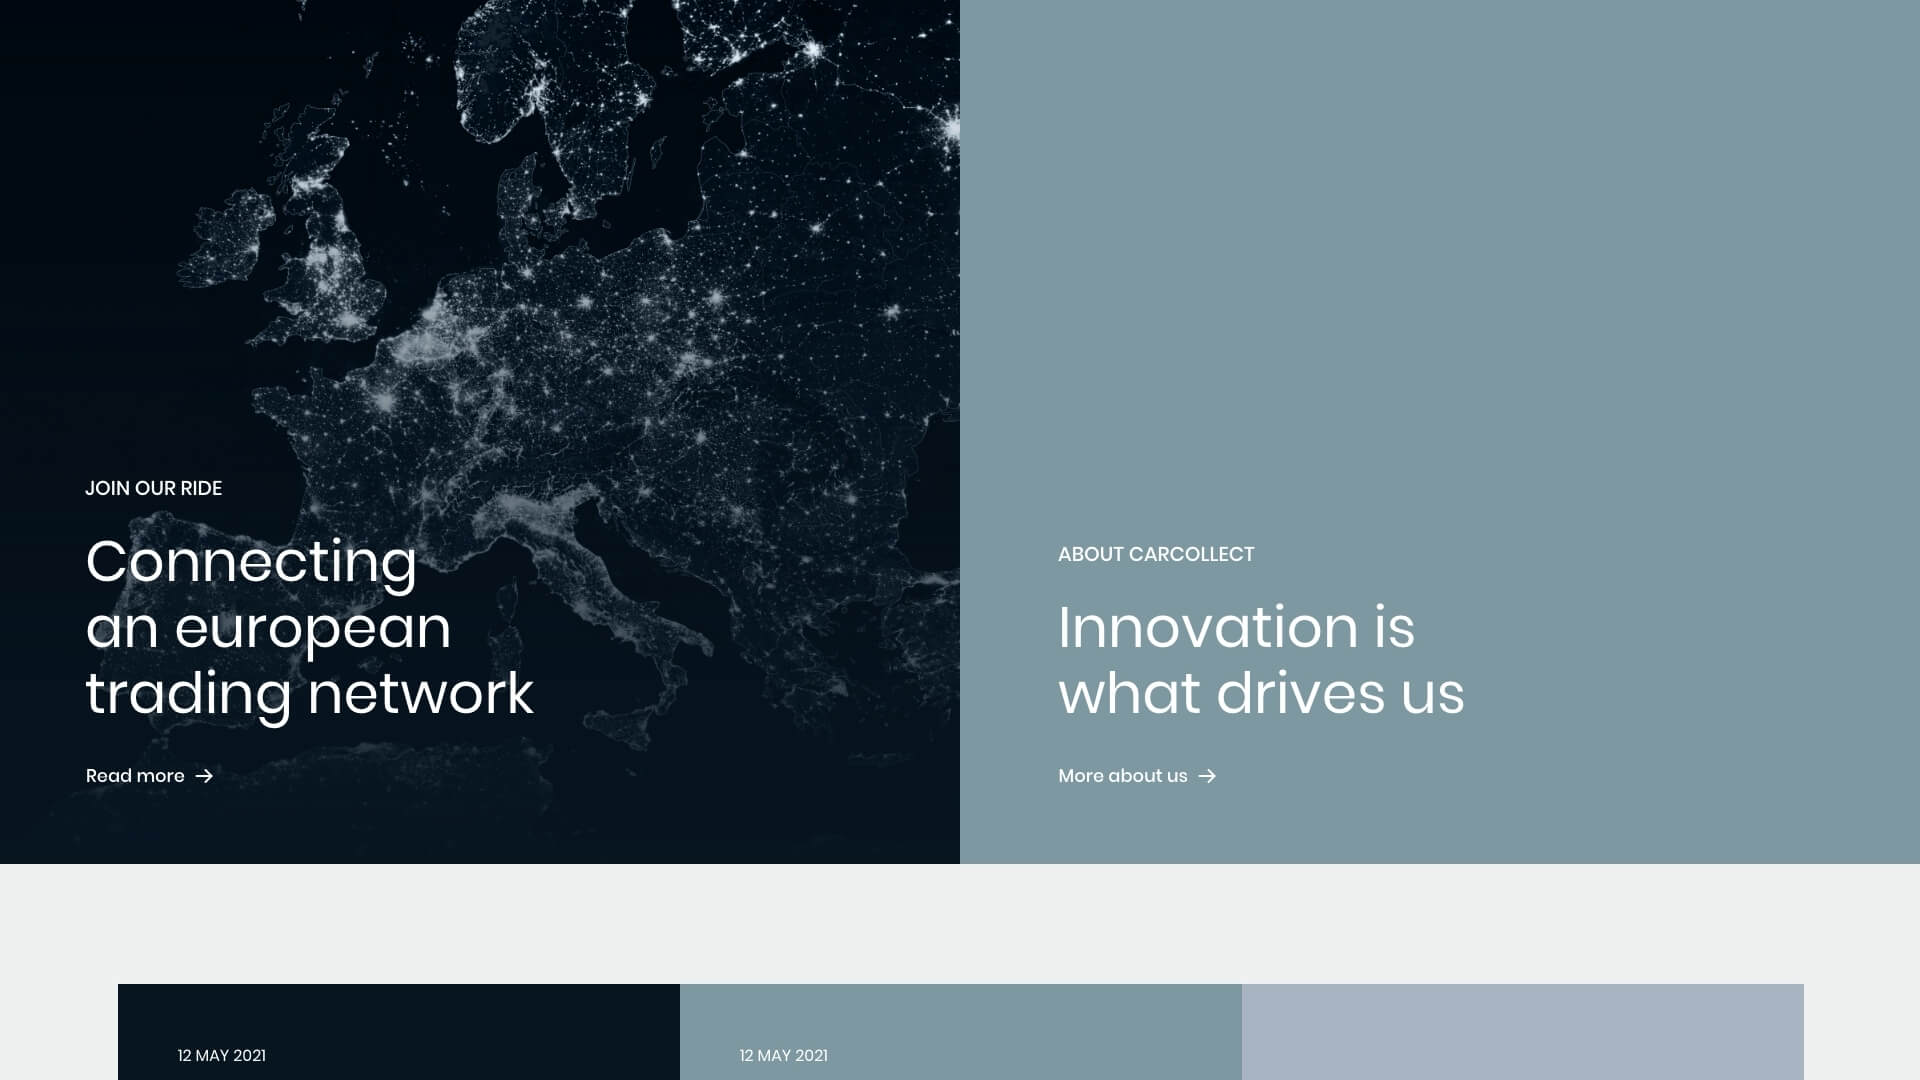 JOIN OUR RIDE
Connecting
an european
trading network
Read more
ABOUT CARCOLLECT
Innovation is
what drives us
More about us
12 MAY 2021
12 MAY 2021